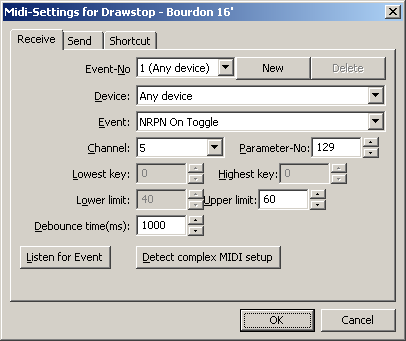 Midi-Settings for Drawstop - Bourdon 16'
Receive Send Shortcut
Event-No 1 (Any device) New Delete
Device: Any device
Event: NRPN On Toggle
Channel: 5 Parameter-No: 129
Lowest key: 0 Highest key: 0
Lower limit: 40 Upper limit: 60
Debounce time(ms): 1000
Listen for Event Detect complex MIDI setup
OK Cancel